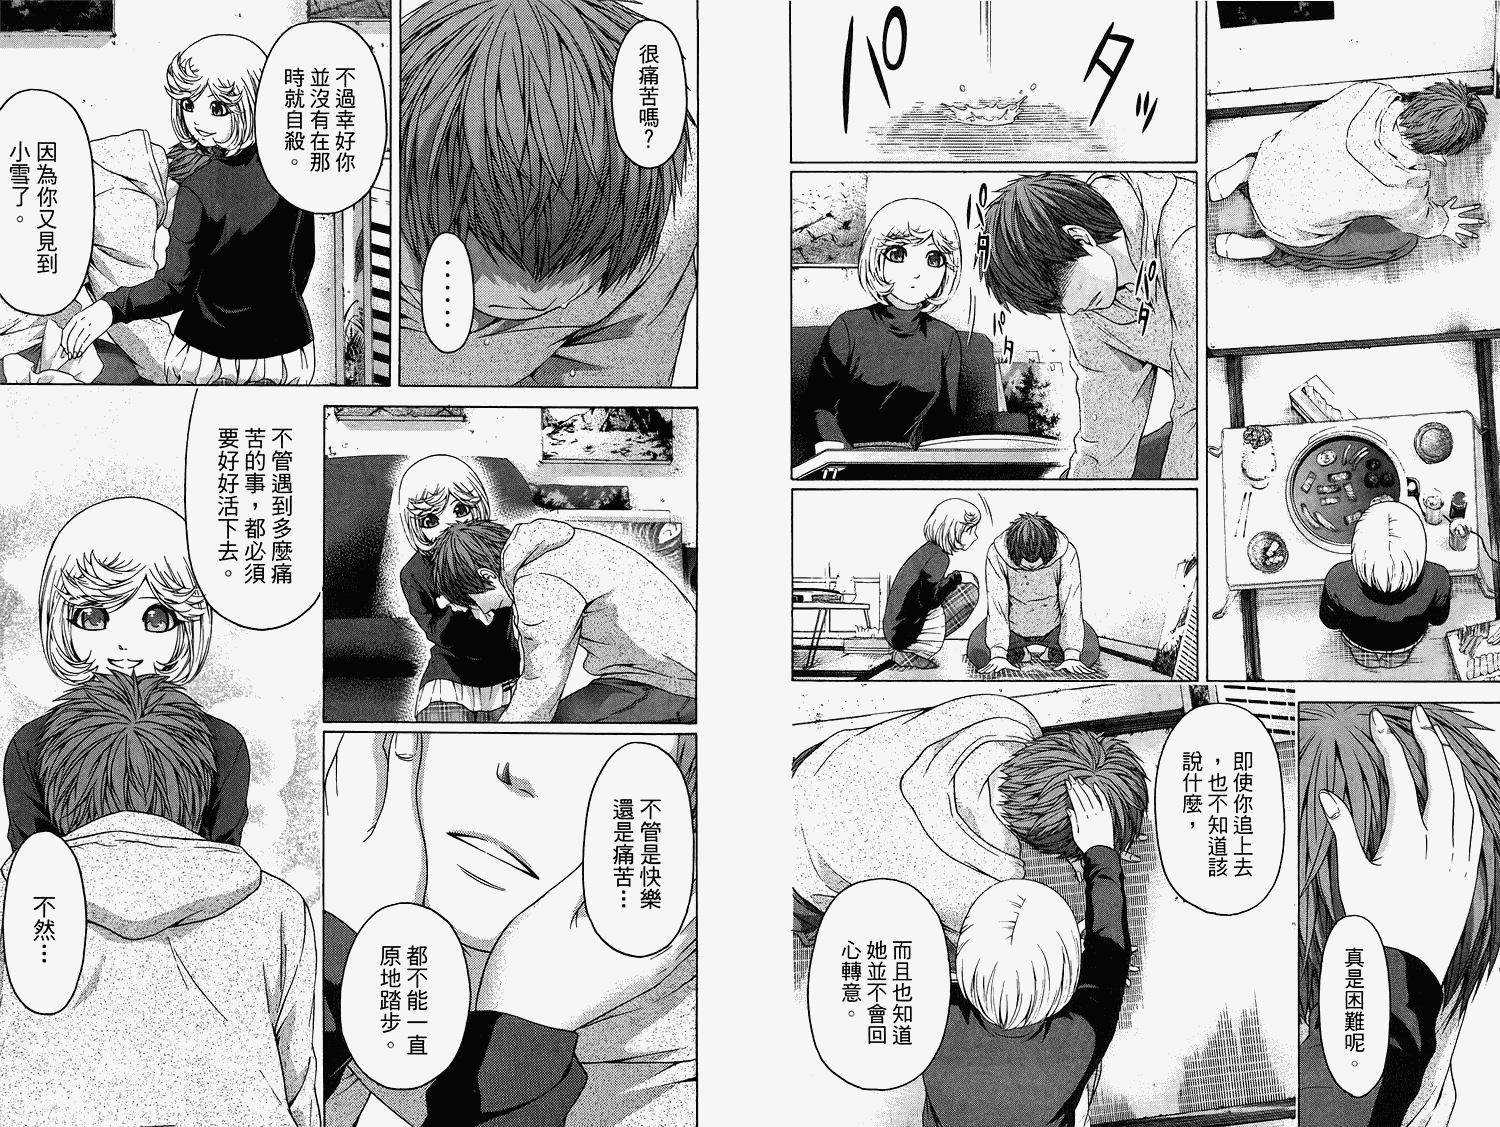 パタッ
パタ
パタ
パタ
真是困難呢。
即使你追上去
，也不知道該
說什麼，
而且也知道
她並不會回
心轉意。
很痛苦嗎？
……
不過幸好你
並沒有在那
時就自殺。
因為你又見到
小雪了。
不管遇到多麼痛
苦的事，都必須
要好好活下去。
不管是快樂
還是痛苦…
都不能一直
原地踏步。
不然…